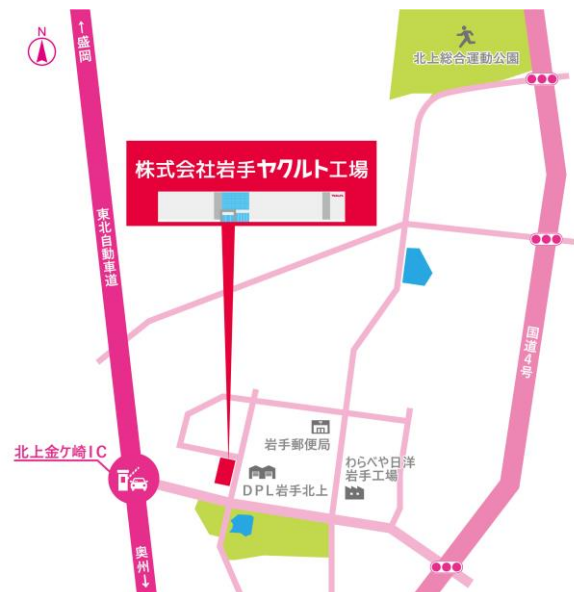 N
↑盛岡
北上総合運動公園
株式会社岩手ヤクルト工場
東北自動車道
国道4号
北上金ケ崎IC
岩手郵便局
わらべや日洋
岩手工場
DPL岩手北上
奥州↓